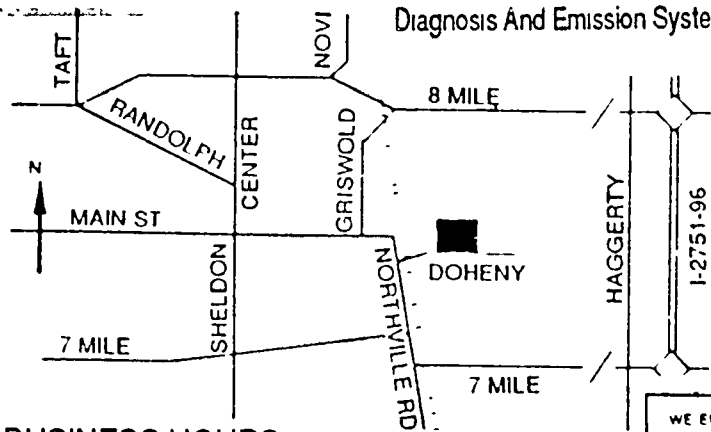 Diagnosis And Emission Syste
TAFT
NOVI
8 MILE
RANDOLPH
CENTER
GRISWOLD
N
MAIN ST
HAGGERTY
I-2751-96
DOHENY
SHELDON
NORTHVILLE RD
7 MILE
7 MILE
BUSINESS HOURS
WE E